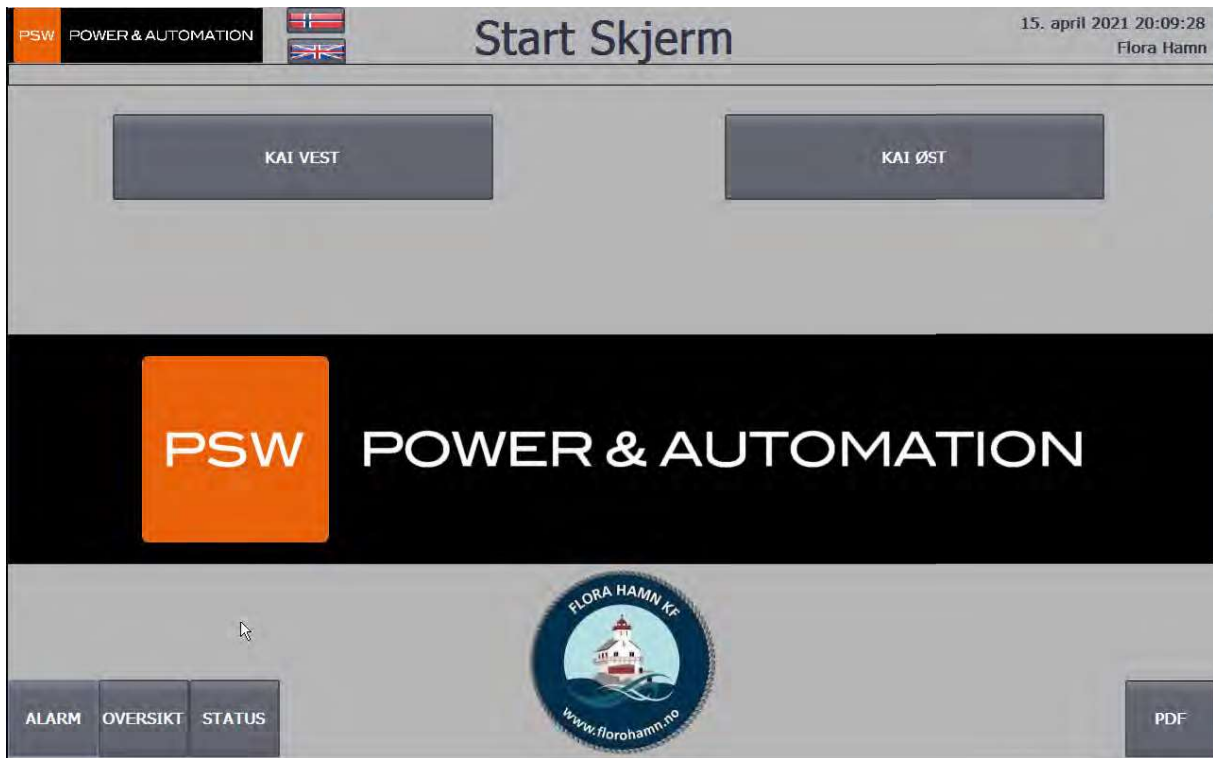 PSW POWER & AUTOMATION
Start Skjerm
15. april 2021 20:09:28
Flora Hamn
KAI VEST
KAI ØST
PSW POWER & AUTOMATION
FLORA HAMN KF
www.florohamn.no
ALARM
OVERSIKT
STATUS
PDF